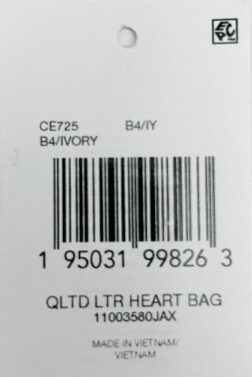 CE725 B4/IY
B4/IVORY
1 95031 99826 3
QLTD LTR HEART BAG
11003580JAX
MADE IN VIETNAM/
VIETNAM